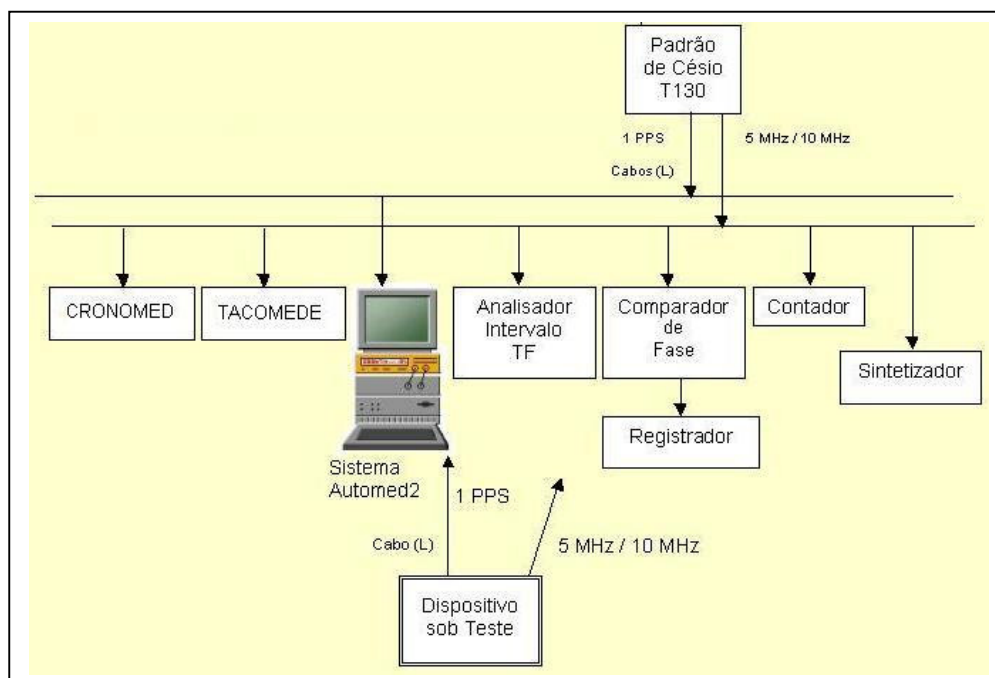 Padrão
de Césio
T130
1 PPS
5 MHz / 10 MHz
Cabos (L)
CRONOMED
TACOMEDE
Analisador
Intervalo
TF
Comparador
de
Fase
Contador
Sintetizador
Registrador
Sistema
Automed2
1 PPS
Cabo (L)
5 MHz / 10 MHz
Dispositivo
sob Teste